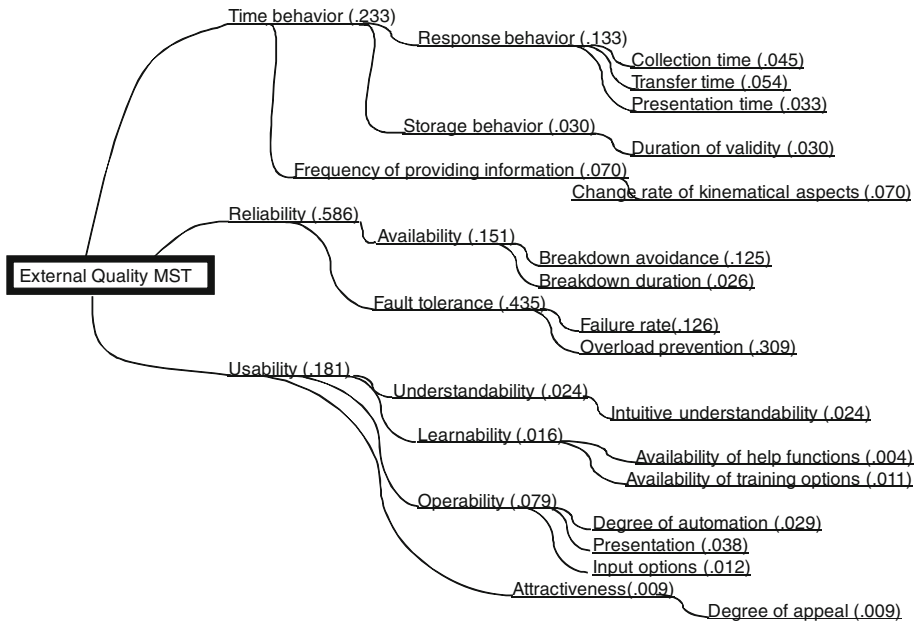 Time behavior (.233)
Response behavior (.133)
Collection time (.045)
Transfer time (.054)
Presentation time (.033)
Storage behavior (.030)
Duration of validity (.030)
Frequency of providing information (.070)
Change rate of kinematical aspects (.070)
Reliability (.586)
Availability (.151)
Breakdown avoidance (.125)
Breakdown duration (.026)
External Quality MST
Fault tolerance (.435)
Failure rate(.126)
Overload prevention (.309)
Usability (.181)
Understandability (.024)
Intuitive understandability (.024)
Learnability (.016)
Availability of help functions (.004)
Availability of training options (.011)
Operability (.079)
Degree of automation (.029)
Presentation (.038)
Input options (.012)
Attractiveness(.009)
Degree of appeal (.009)